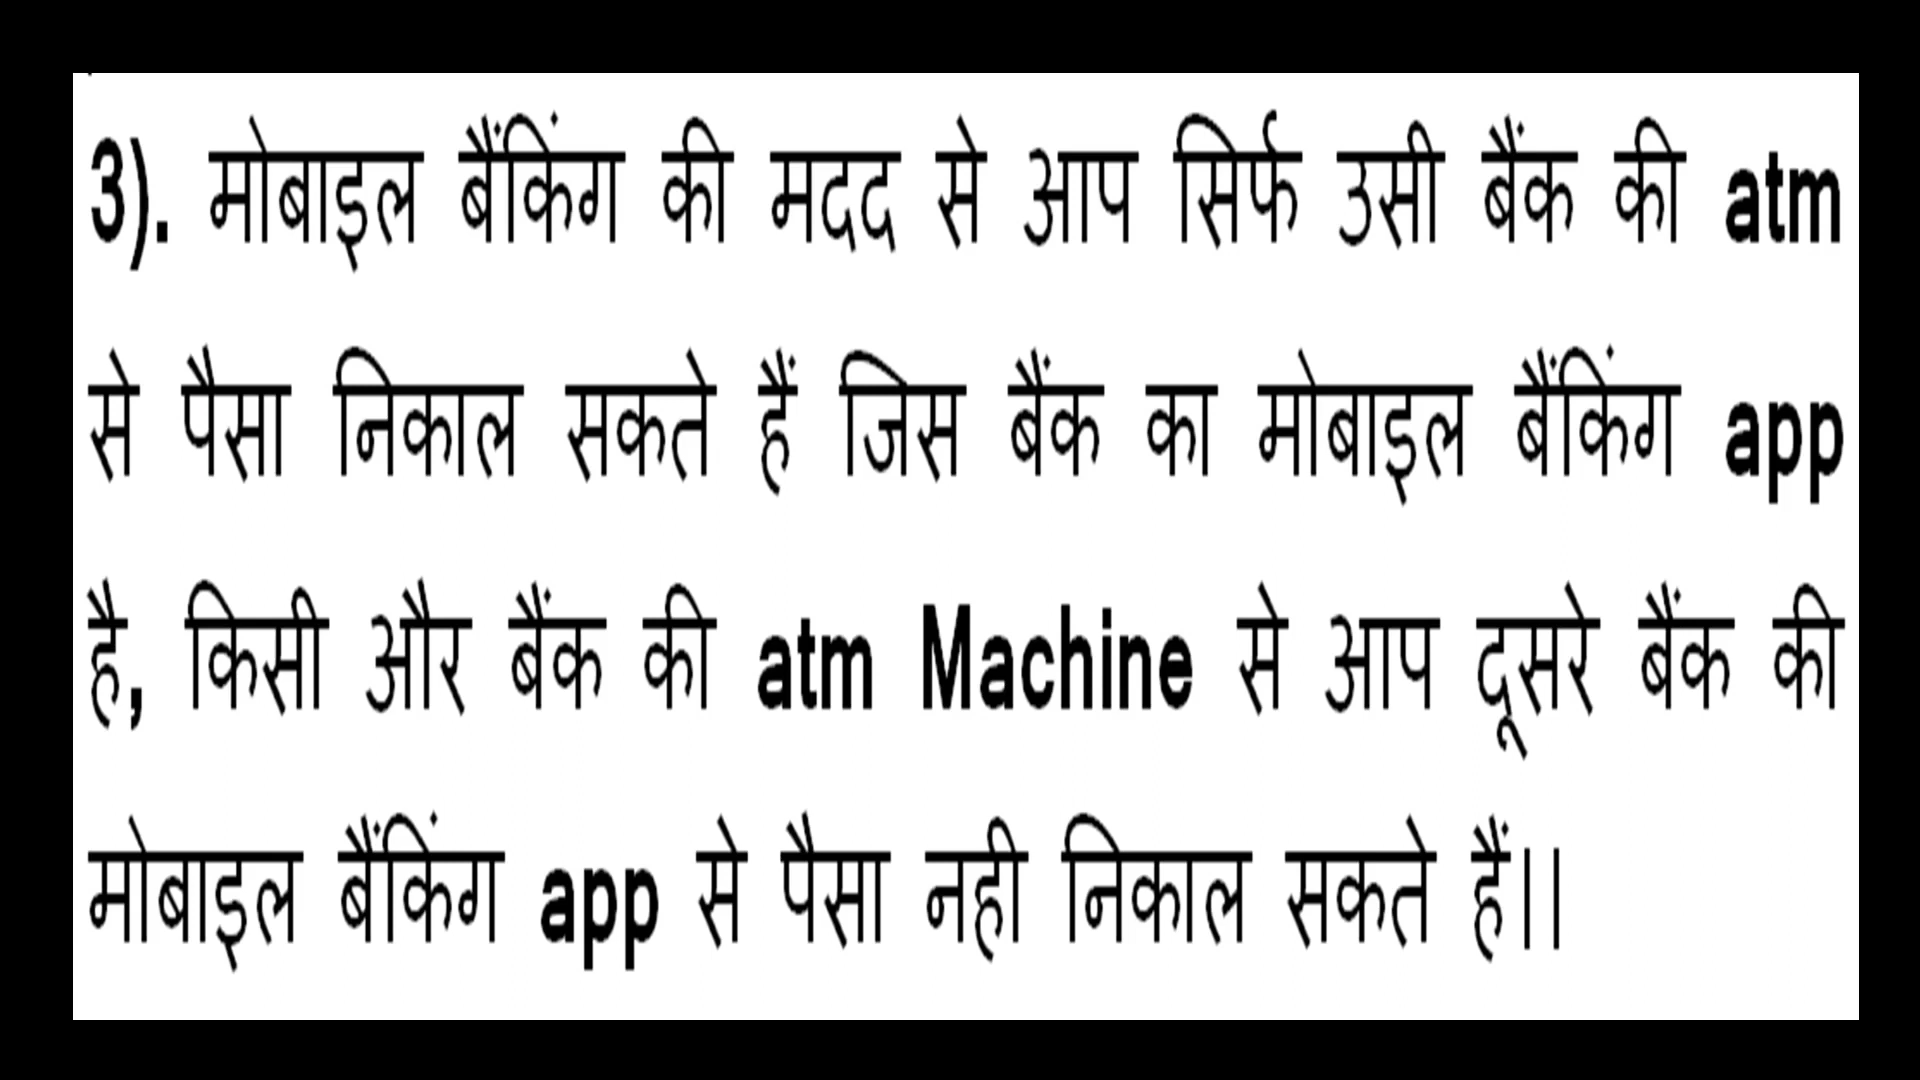 3). मोबाइल बैंकिंग की मदद से आप सिर्फ उसी बैंक की atm
से पैसा निकाल सकते हैं जिस बैंक का मोबाइल बैंकिंग app
है, किसी और बैंक की atm Machine से आप दूसरे बैंक की
मोबाइल बैंकिंग app से पैसा नही निकाल सकते हैं।।